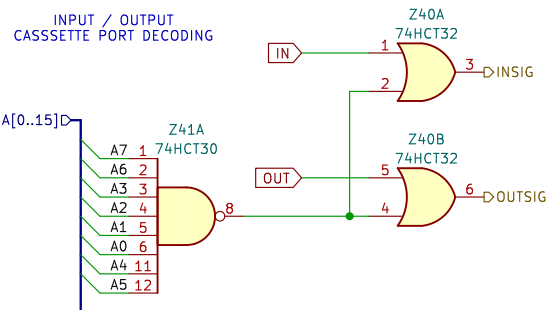 INPUT / OUTPUT
CASSSETTE PORT DECODING
Z40A
74HCT32
IN
1
2
3
INSIG
A[0..15]
Z41A
74HCT30
Z40B
74HCT32
A7 1
A6 2
A3 3
A2 4
A1 5
A0 6
A4 11
A5 12
8
OUT
5
4
6
OUTSIG